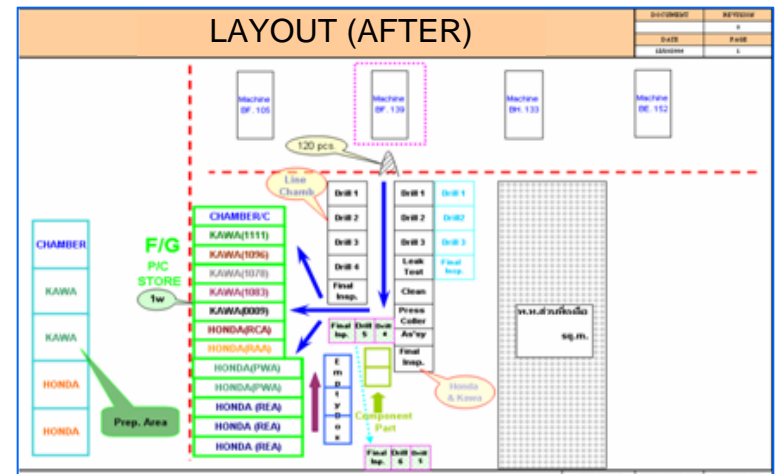 LAYOUT (AFTER)
DOCUMENT
REVISION
DATE
PAGE
Machine
BF. 105
Machine
BF. 139
Machine
BH. 133
Machine
BE. 152
120 pcs.
Line
Chamb.
Drill 1
Drill 2
Drill 3
Drill 4
Final
Insp.
Drill 1
Drill 2
Drill 3
Leak
Test
Clean
Press
Coller
As'sy
Final
Insp.
Drill 1
Drill2
Drill 3
Final
Insp.
CHAMBER
KAWA
KAWA
HONDA
HONDA
Prep. Area
F/G
P/C
STORE
1w
CHAMBER/C
KAWA(1111)
KAWA(1096)
KAWA(1078)
KAWA(1083)
KAWA(0009)
HONDA(RCA)
HONDA(RAA)
HONDA(PWA)
HONDA(PWA)
HONDA (REA)
HONDA (REA)
HONDA (REA)
Final
Insp.
Drill
5
Drill
4
Empty Box
Component
Part
Honda
& Kawa
Final
Insp.
Drill
6
Drill
5
sq.m.